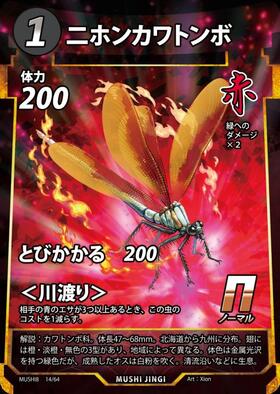 1
ニホンカワトンボ
体力
200
赤
緑への
ダメージ
×2
とびかかる 200
<川渡り>
相手の青のエサが3つ以上あるとき、この虫の
コストを1減らす。
ノーマル
解説:カワトンボ科。体長47〜68mm。北海道から九州に分布。翅に
は橙・淡橙・無色の3型があり、地域によって異なる。体色は金属光沢
を持つ緑色だが、成熟したオスは白粉を吹く。清流沿いなどに生息。
MUSHI8 14/64
MUSHI JINGI
Art : Xion